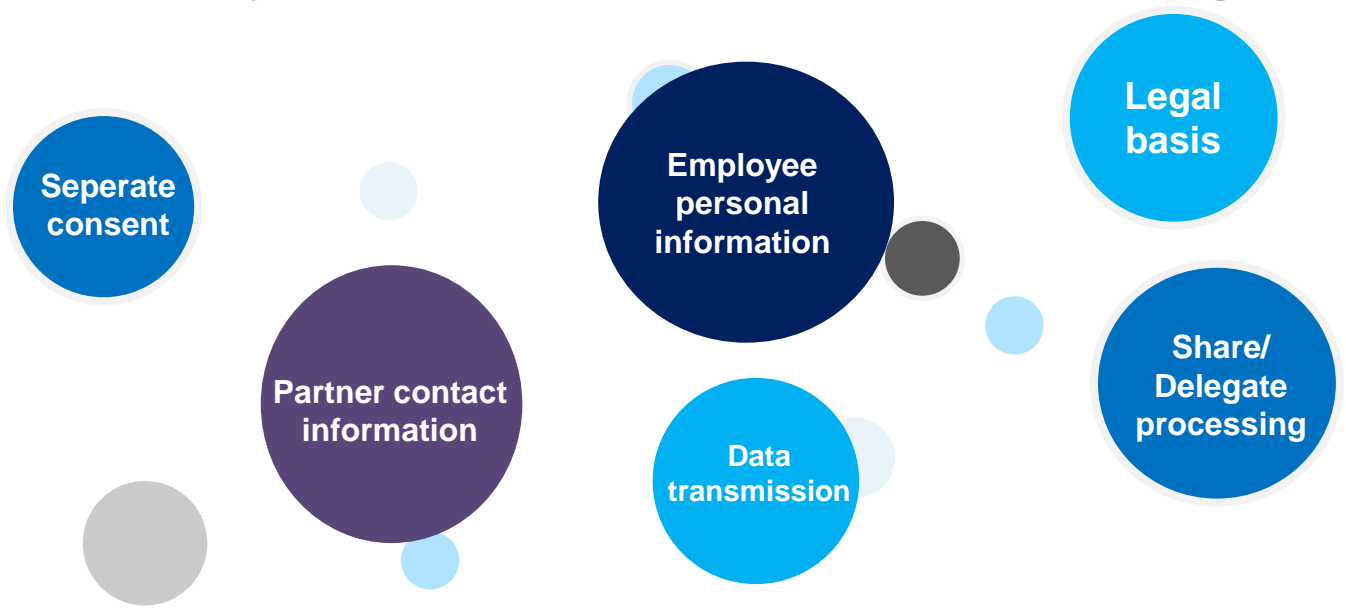 Legal
basis
Employee
personal
information
Seperate
consent
Share/
Delegate
processing
Partner contact
information
Data
transmission